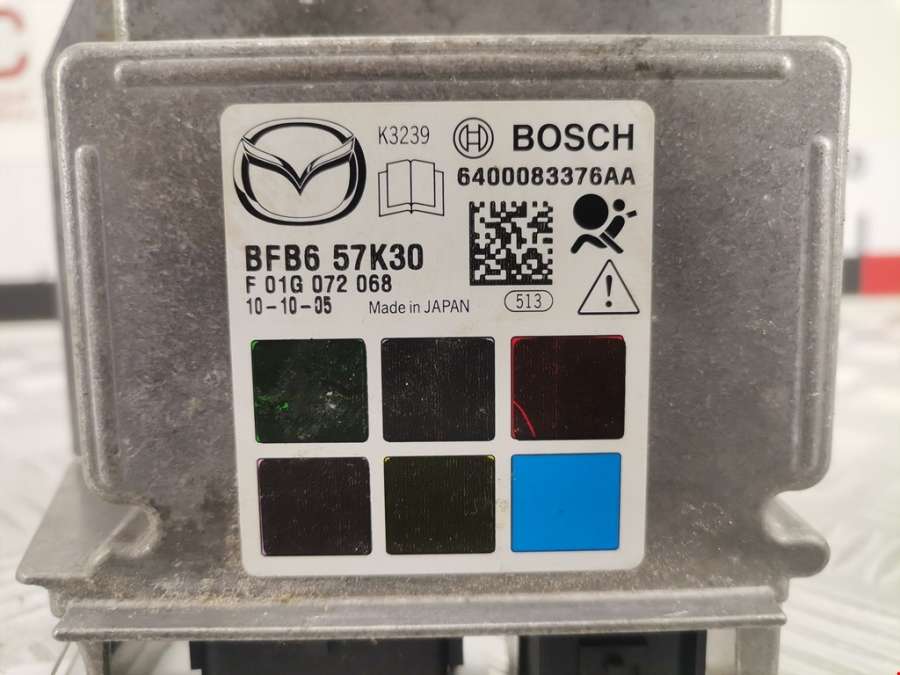 K3239
BOSCH
6400083376AA
BFB6 57K30
F 01G 072 068
10-10-05 Made in JAPAN 513
C